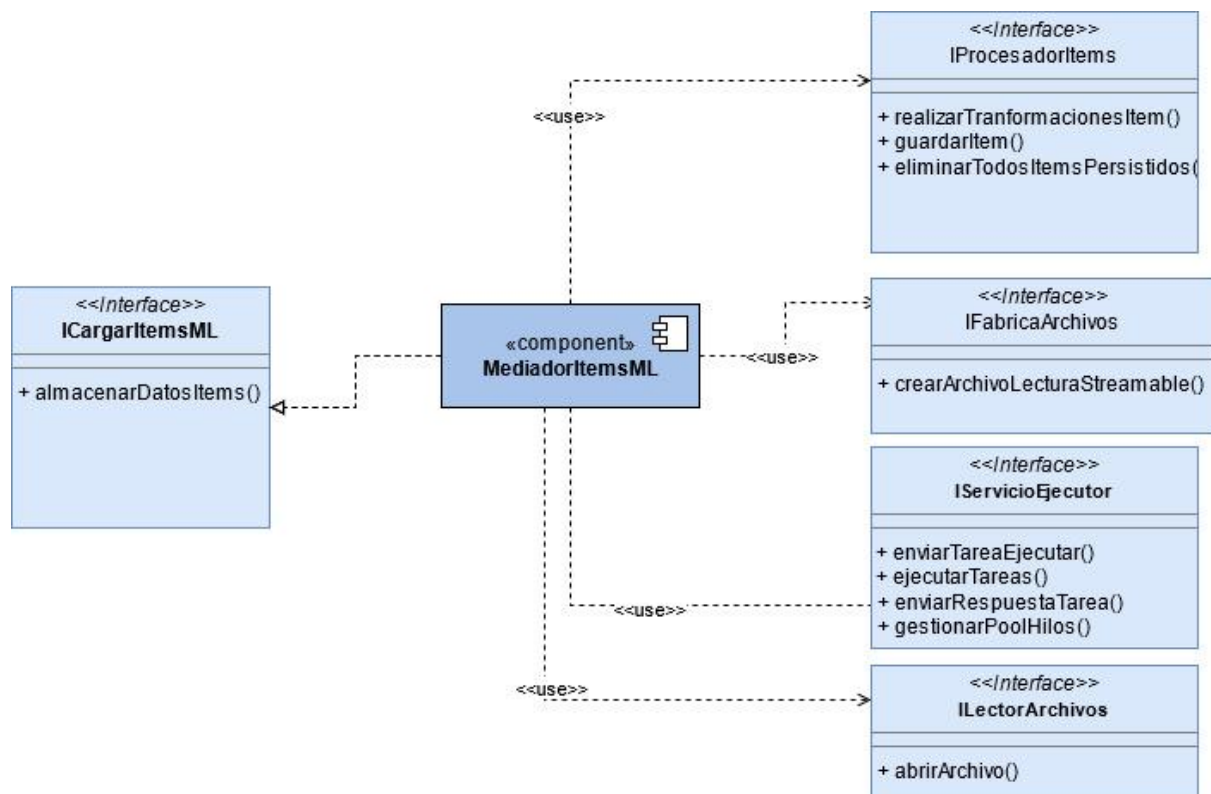 <<Interface>>
IProcesadorItems
+ realizarTranformacionesItem()
+ guardarItem()
+ eliminarTodosItemsPersistidos(
<<use>>
<<Interface>>
ICargarItemsML
+ almacenarDatosItems()
«component»
MediadorItemsML
<<use>>
<<Interface>>
IFabricaArchivos
+ crearArchivoLecturaStreamable()
<<Interface>>
IServicioEjecutor
+ enviarTareaEjecutar()
+ ejecutarTareas()
+ enviarRespuestaTarea()
+ gestionarPoolHilos()
<<use>>
<<use>>
<<Interface>>
ILectorArchivos
+ abrirArchivo()